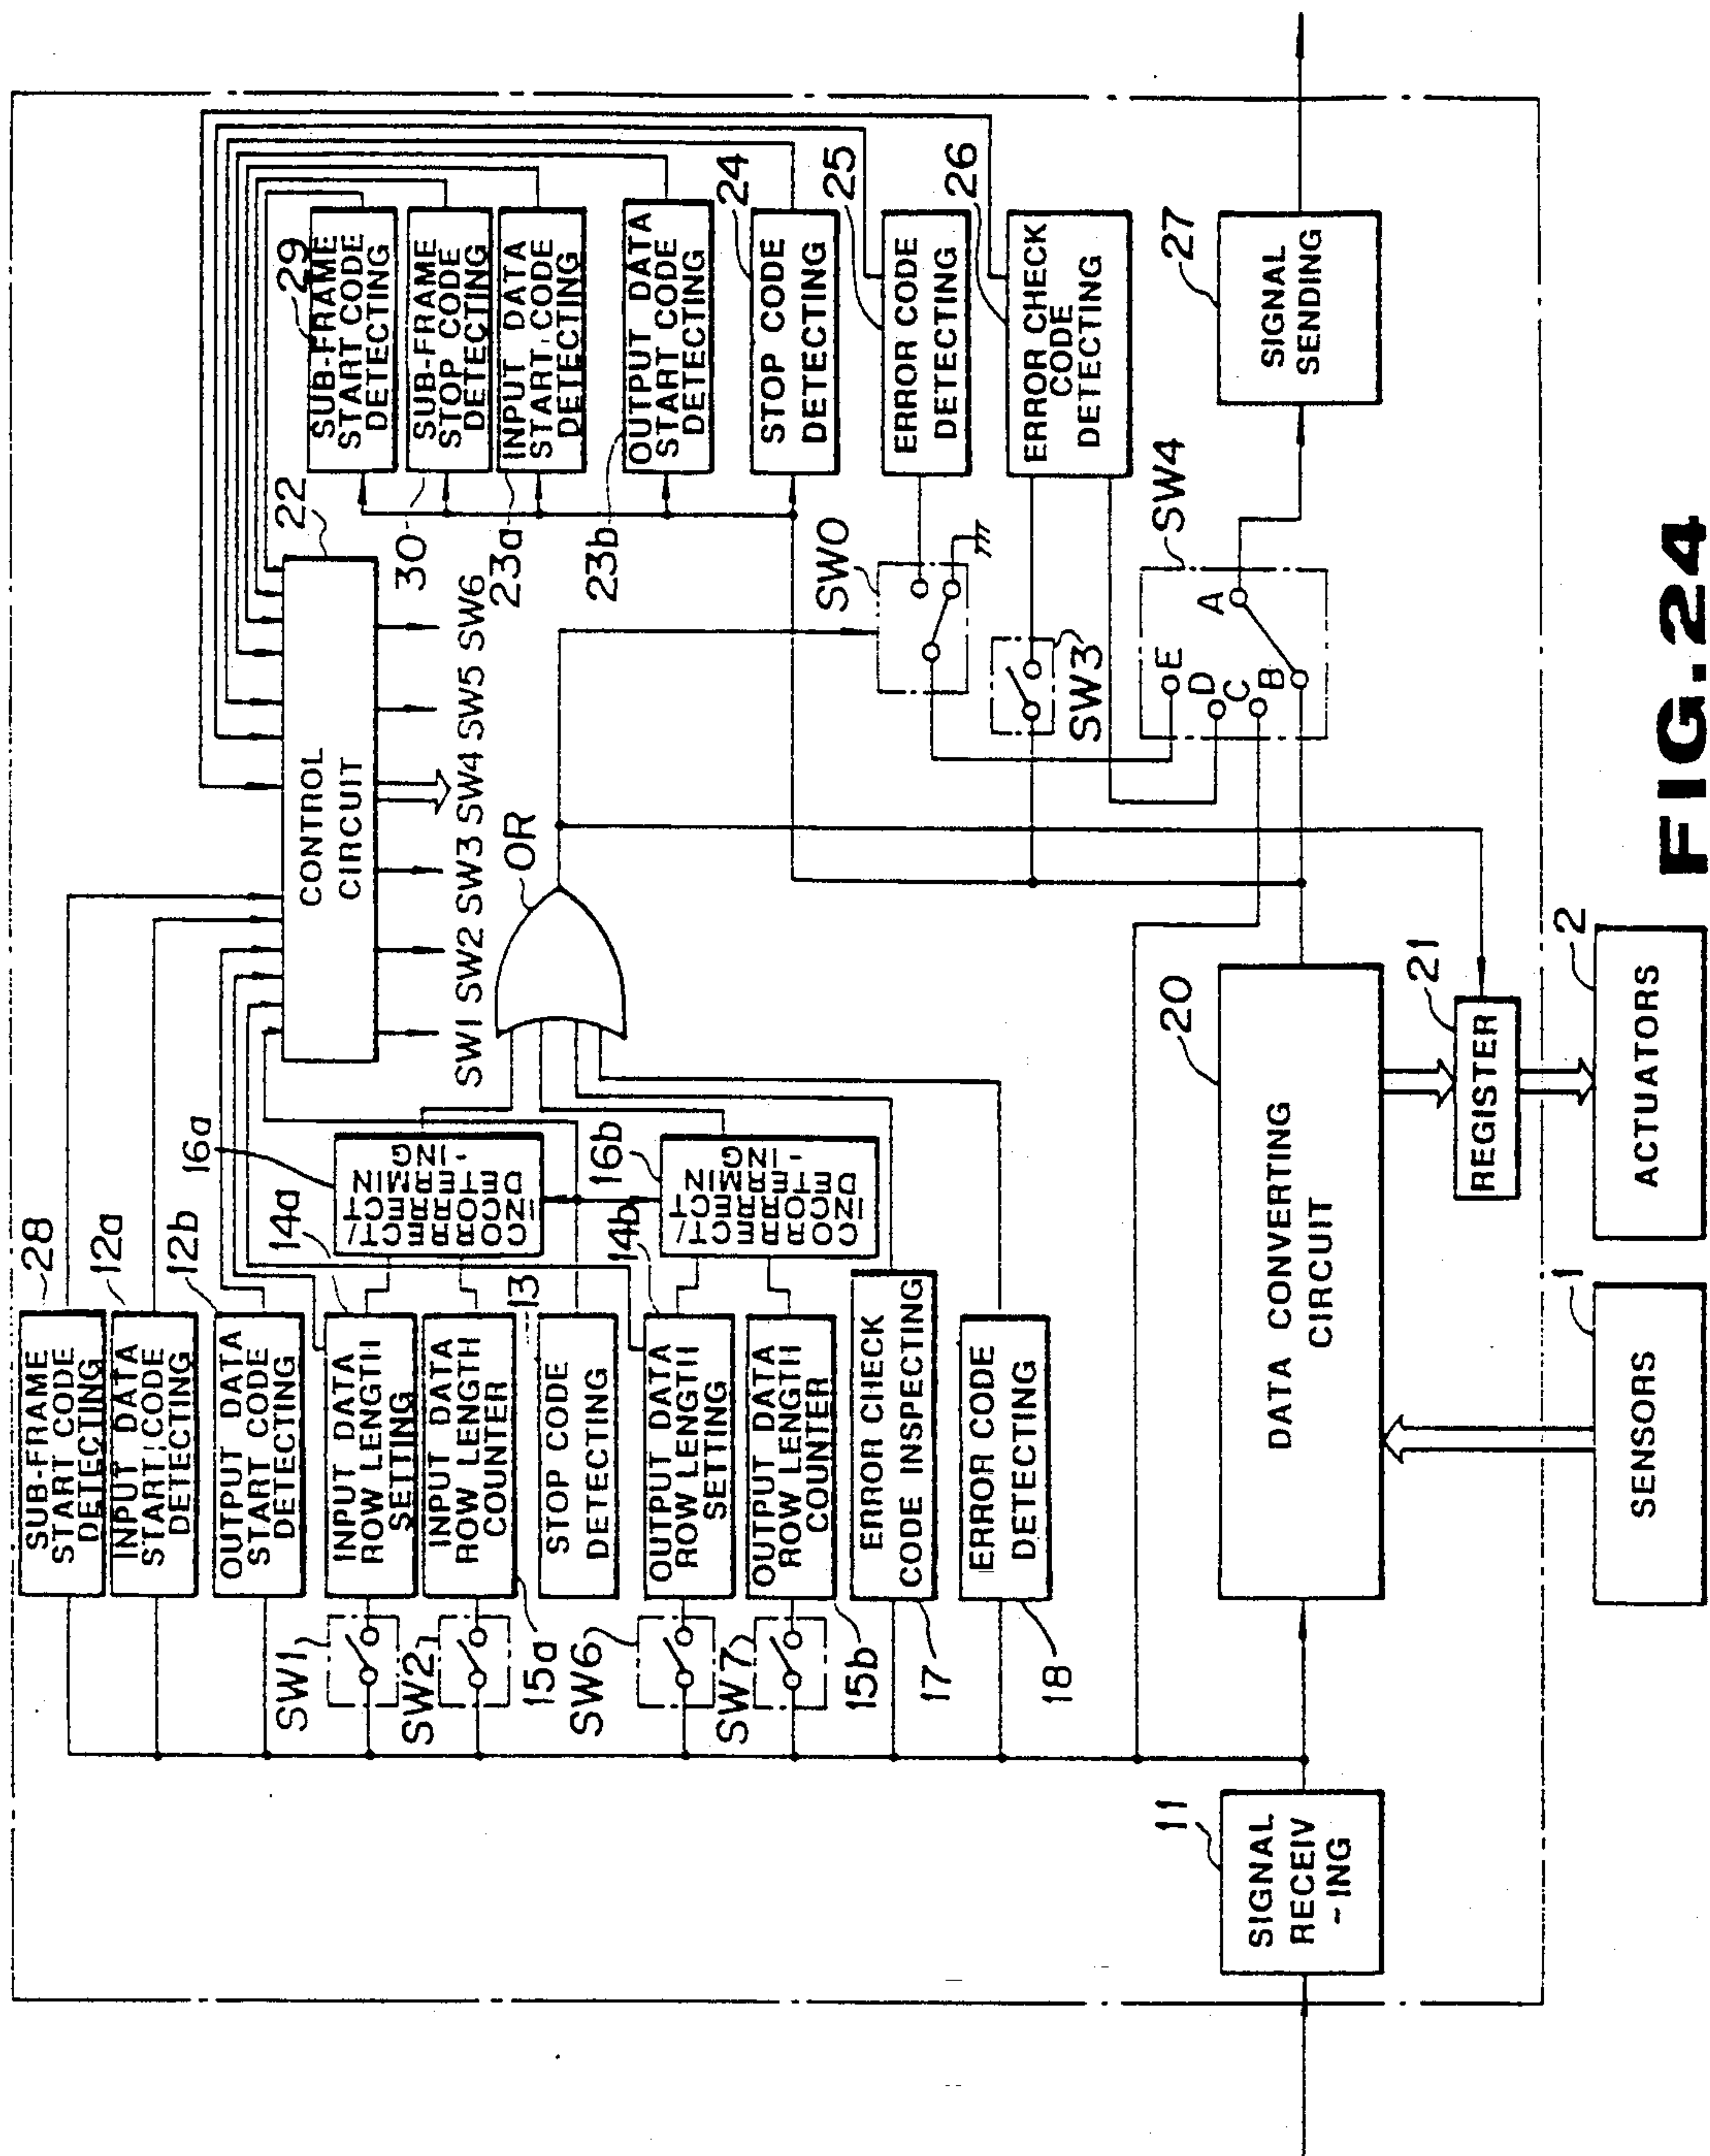 28
SUB-FRAME
START CODE
DETECTING
12a
INPUT DATA
START CODE
DETECTING
12b
OUTPUT DATA
START CODE
DETECTING
14a
INPUT DATA
ROW LENGTH
SETTING
SW1
INPUT DATA
ROW LENGTH
COUNTER
SW2
15a
13
STOP CODE
DETECTING
14b
OUTPUT DATA
ROW LENGTH
SETTING
SW6
OUTPUT DATA
ROW LENGTH
COUNTER
SW7
15b
ERROR CHECK
CODE INSPECTING
17
ERROR CODE
DETECTING
18
16a
CORRECT/
INCORRECT
DETERMIN
-ING
16b
CORRECT/
INCORRECT
DETERMIN
-ING
22
CONTROL
CIRCUIT
SW1 SW2 SW3 SW4 SW5 SW6
OR
29
SUB-FRAME
START CODE
DETECTING
30
SUB-FRAME
STOP CODE
DETECTING
23a
INPUT DATA
START CODE
DETECTING
23b
OUTPUT DATA
START CODE
DETECTING
24
STOP CODE
DETECTING
25
ERROR CODE
DETECTING
26
ERROR CHECK
CODE
DETECTING
SW0
SW3
SW4
A
E
D
C
B
11
SIGNAL
RECEIV
-ING
20
DATA CONVERTING
CIRCUIT
27
SIGNAL
SENDING
21
REGISTER
1
SENSORS
2
ACTUATORS
FIG.24